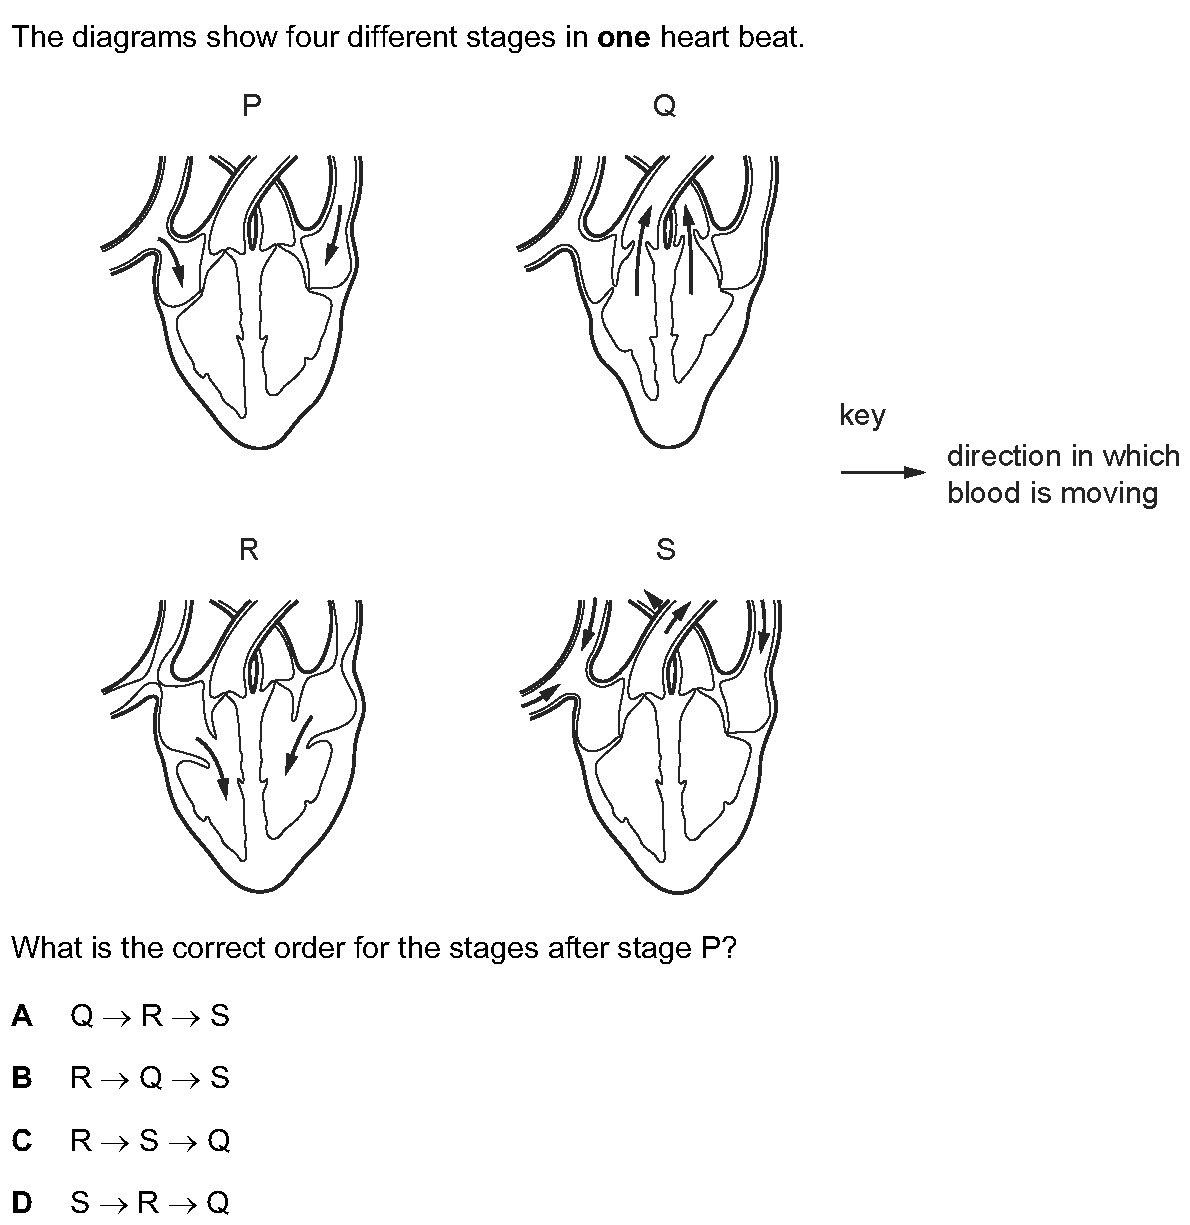 The diagrams show four different stages in one heart beat.
P
Q
key
direction in which
blood is moving
R
S
What is the correct order for the stages after stage P?
A Q → R → S
B R → Q → S
C R → S → Q
D S → R → Q